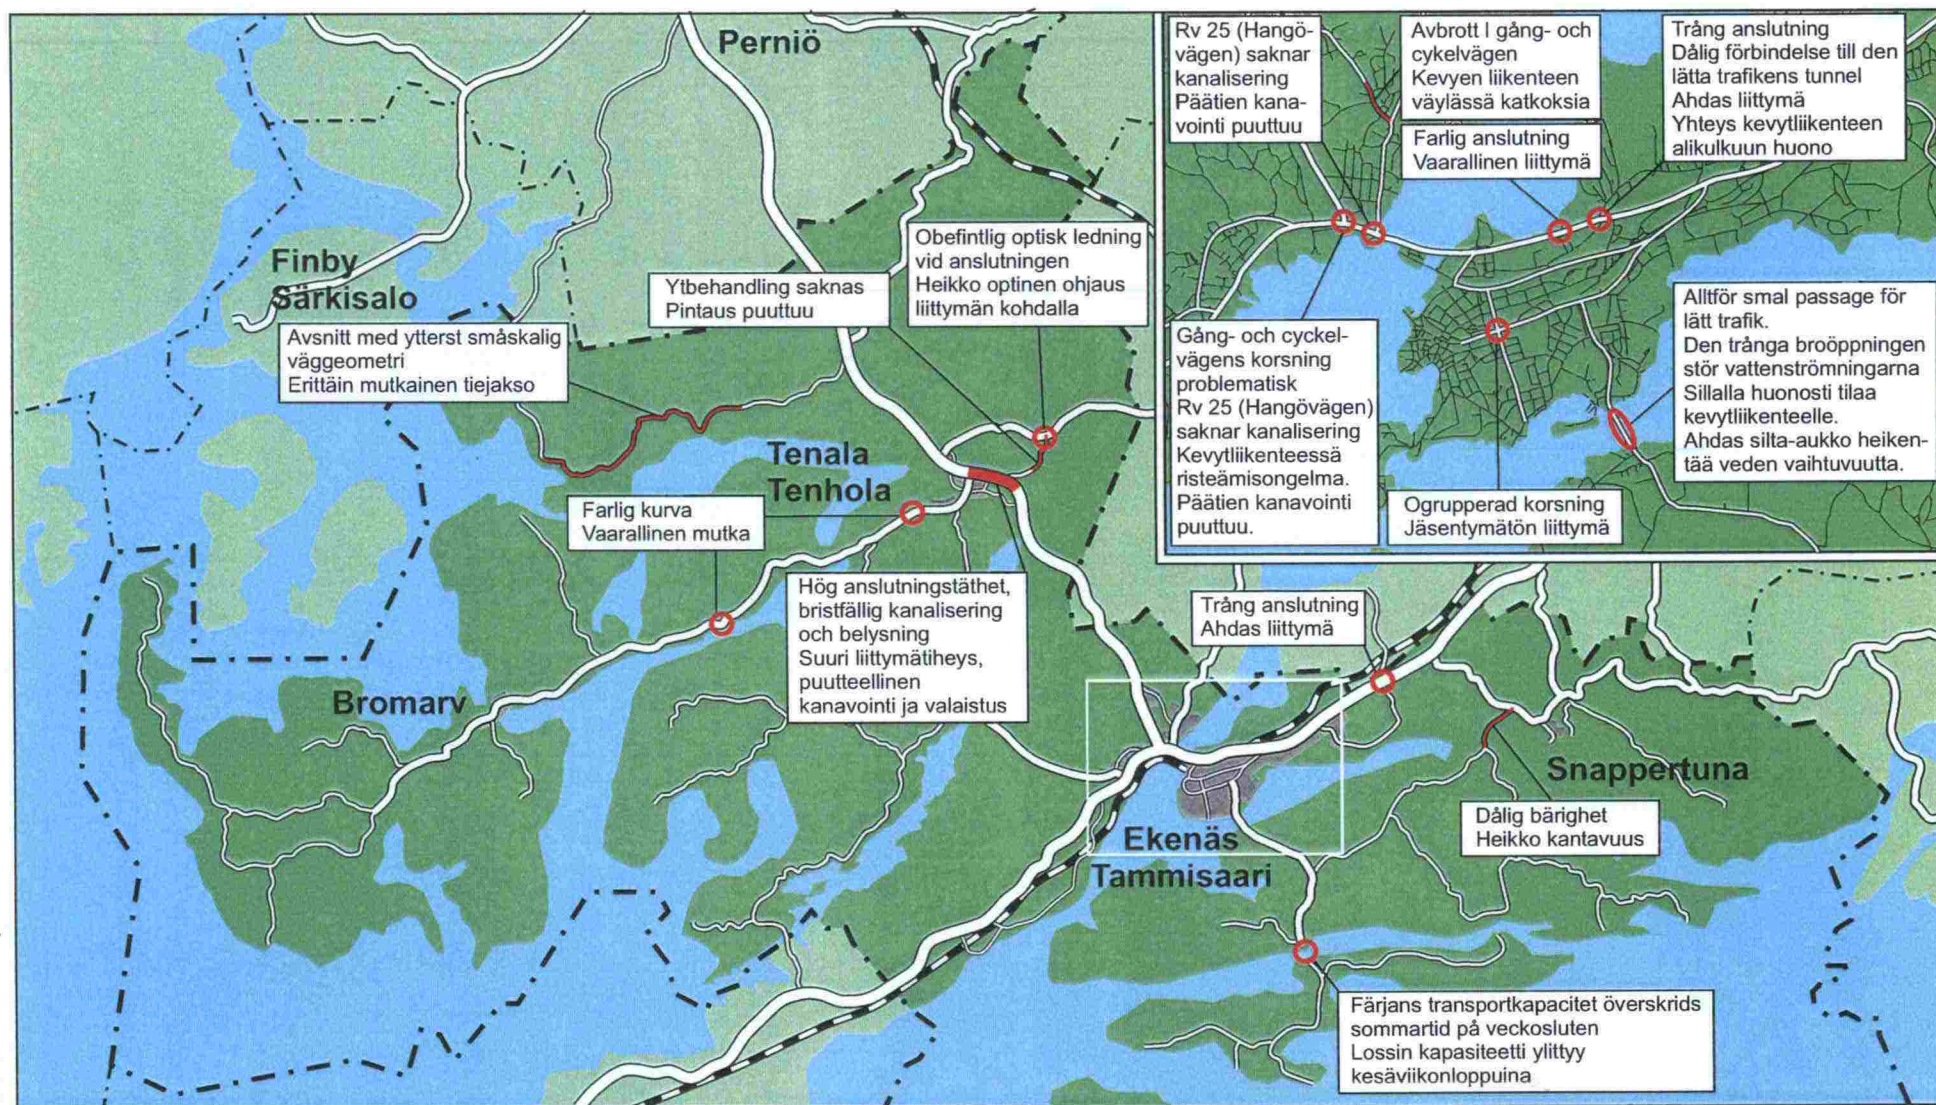 Perniö
Finby
Särkisalo
Avsnitt med ytterst småskalig
väggeometri
Erittäin mutkainen tiejakso
Ytbehandling saknas
Pintaus puuttuu
Obefintlig optisk ledning
vid anslutningen
Heikko optinen ohjaus
liittymän kohdalla
Tenala
Tenhola
Farlig kurva
Vaarallinen mutka
Hög anslutningstäthet,
bristfällig kanalisering
och belysning
Suuri liittymätiheys,
puutteellinen
kanavointi ja valaistus
Bromarv
Rv 25 (Hangö-
vägen) saknar
kanalisering
Päätien kana-
vointi puuttuu
Avbrott I gång- och
cykelvägen
Kevyen liikenteen
väylässä katkoksia
Farlig anslutning
Vaarallinen liittymä
Trång anslutning
Dålig förbindelse till den
lätta trafikens tunnel
Ahdas liittymä
Yhteys kevytliikenteen
alikulkuun huono
Gång- och cyckel-
vägens korsning
problematisk
Rv 25 (Hangövägen)
saknar kanalisering
Kevytliikenteessä
risteämisongelma.
Päätien kanavointi
puuttuu.
Ogrupperad korsning
Jäsentymätön liittymä
Alltför smal passage för
lätt trafik.
Den trånga broöppningen
stör vattenströmningarna
Sillalla huonosti tilaa
kevytliikenteelle.
Ahdas silta-aukko heiken-
tää veden vaihtuvuutta.
Trång anslutning
Ahdas liittymä
Snappertuna
Dålig bärighet
Heikko kantavuus
Ekenäs
Tammisaari
Färjans transportkapacitet överskrids
sommartid på veckosluten
Lossin kapasiteetti ylittyy
kesäviikonloppuina